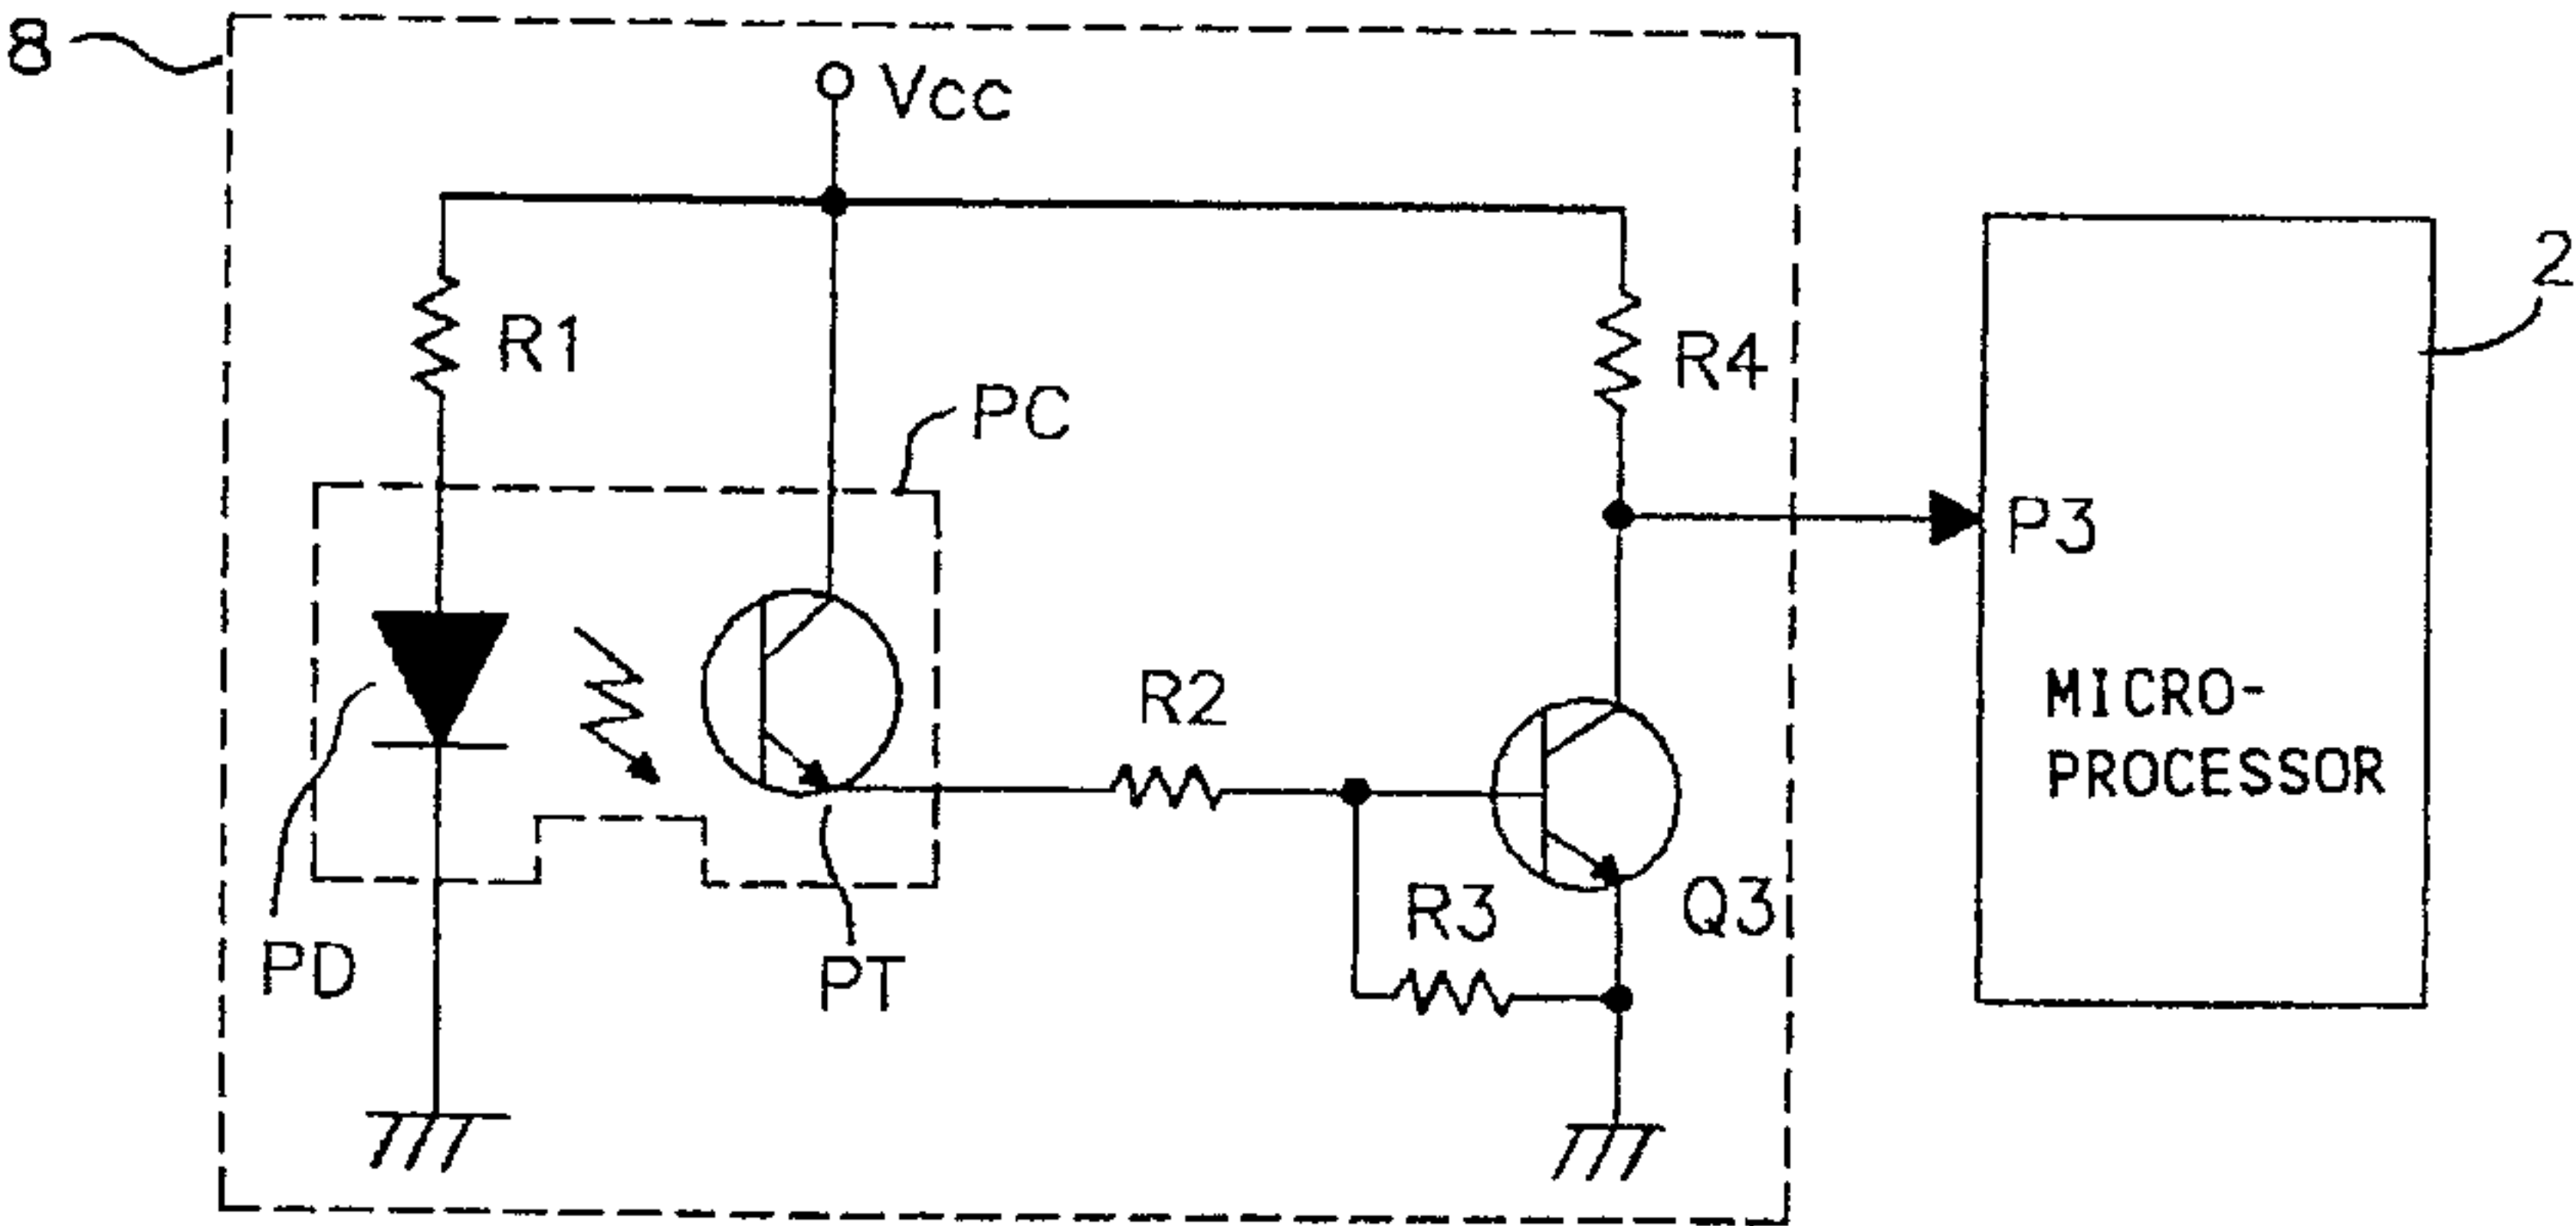 8
Vcc
R1
R4
2
PC
P3
R2
MICRO-
PROCESSOR
R3
Q3
PD
PT